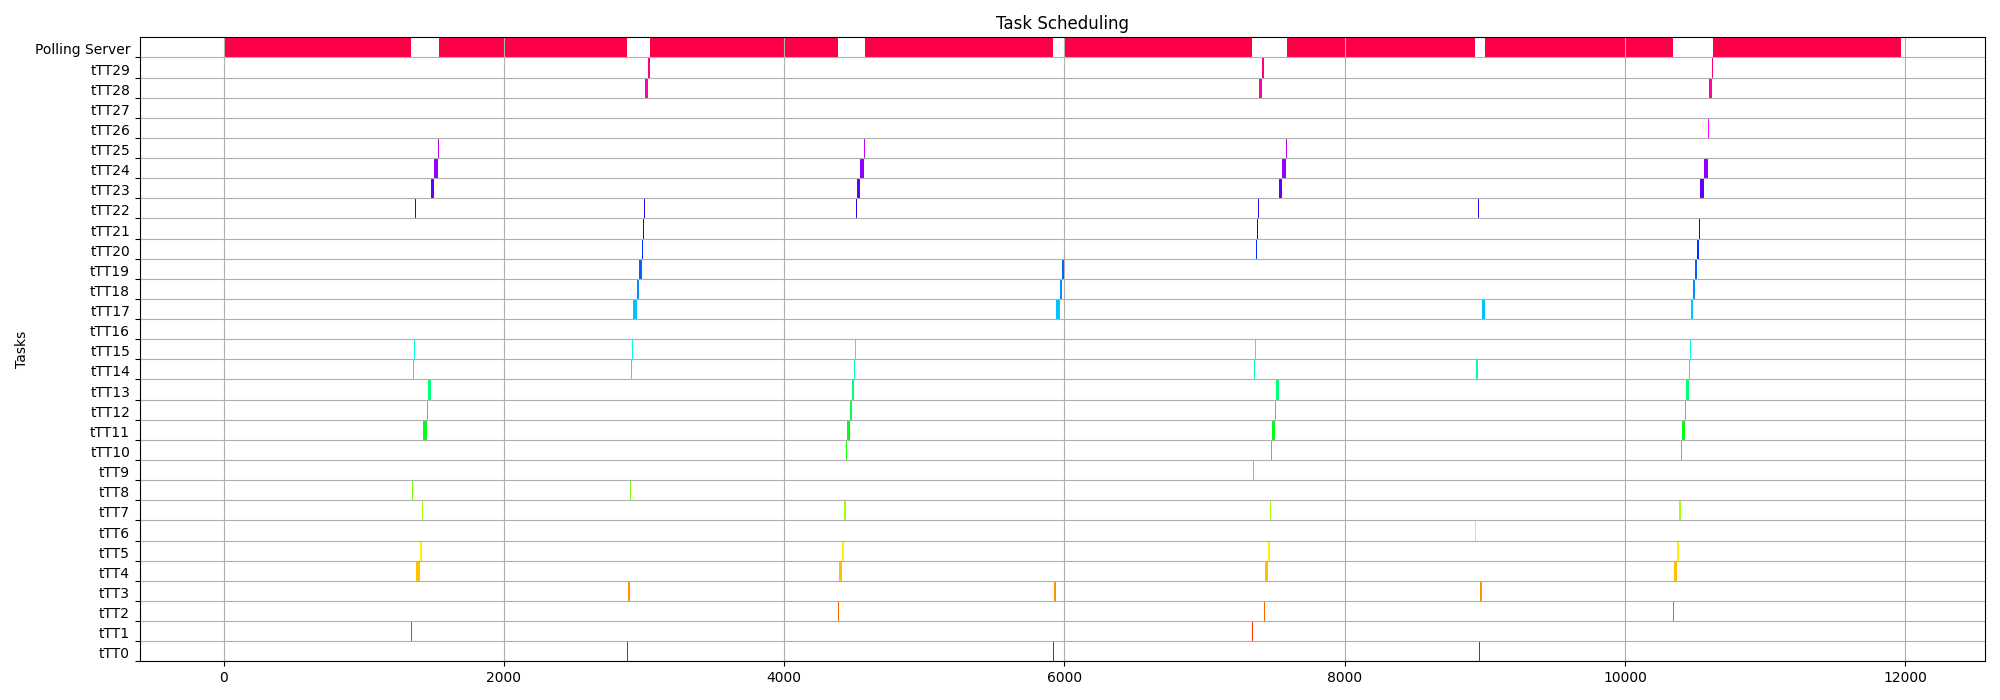 Task Scheduling
Polling Server
tTT29
tTT28
tTT27
tTT26
tTT25
tTT24
tTT23
tTT22
tTT21
tTT20
tTT19
tTT18
tTT17
tTT16
tTT15
tTT14
tTT13
tTT12
tTT11
tTT10
tTT9
tTT8
tTT7
tTT6
tTT5
tTT4
tTT3
tTT2
tTT1
tTT0
Tasks
0 2000 4000 6000 8000 10000 12000